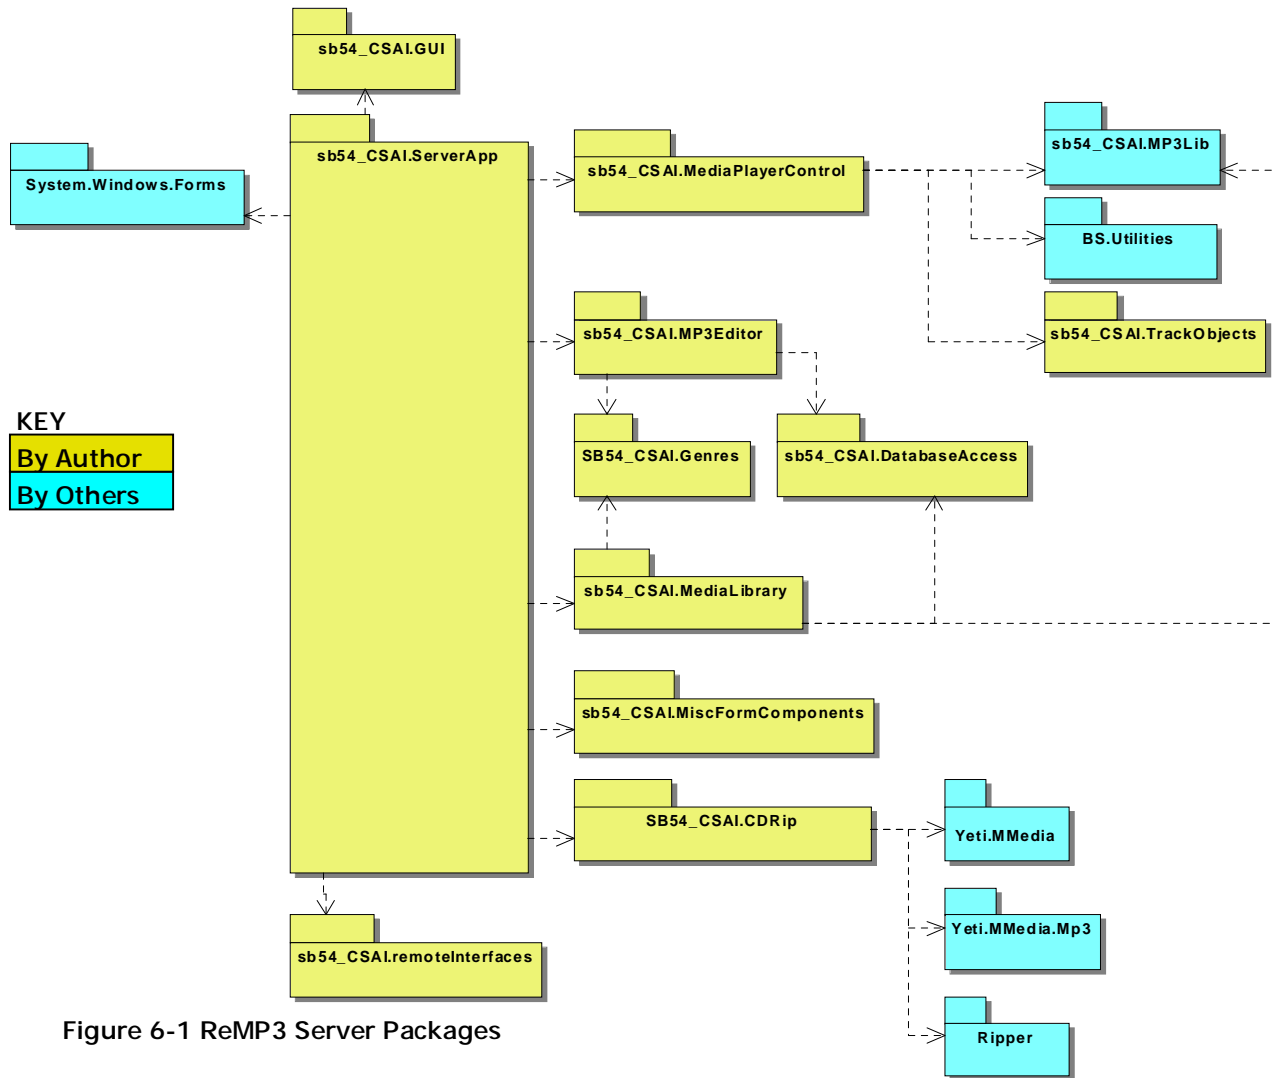 sb54_CSAI.GUI
sb54_CSAI.ServerApp
System.Windows.Forms
sb54_CSAI.MediaPlayerControl
sb54_CSAI.MP3Lib
BS.Utilities
sb54_CSAI.TrackObjects
sb54_CSAI.MP3Editor
KEY
By Author
By Others
SB54_CSAI.Genres
sb54_CSAI.DatabaseAccess
sb54_CSAI.MediaLibrary
sb54_CSAI.MiscFormComponents
SB54_CSAI.CDRip
Yeti.MMedia
Yeti.MMedia.Mp3
Ripper
sb54_CSAI.remoteInterfaces
Figure 6-1 ReMP3 Server Packages